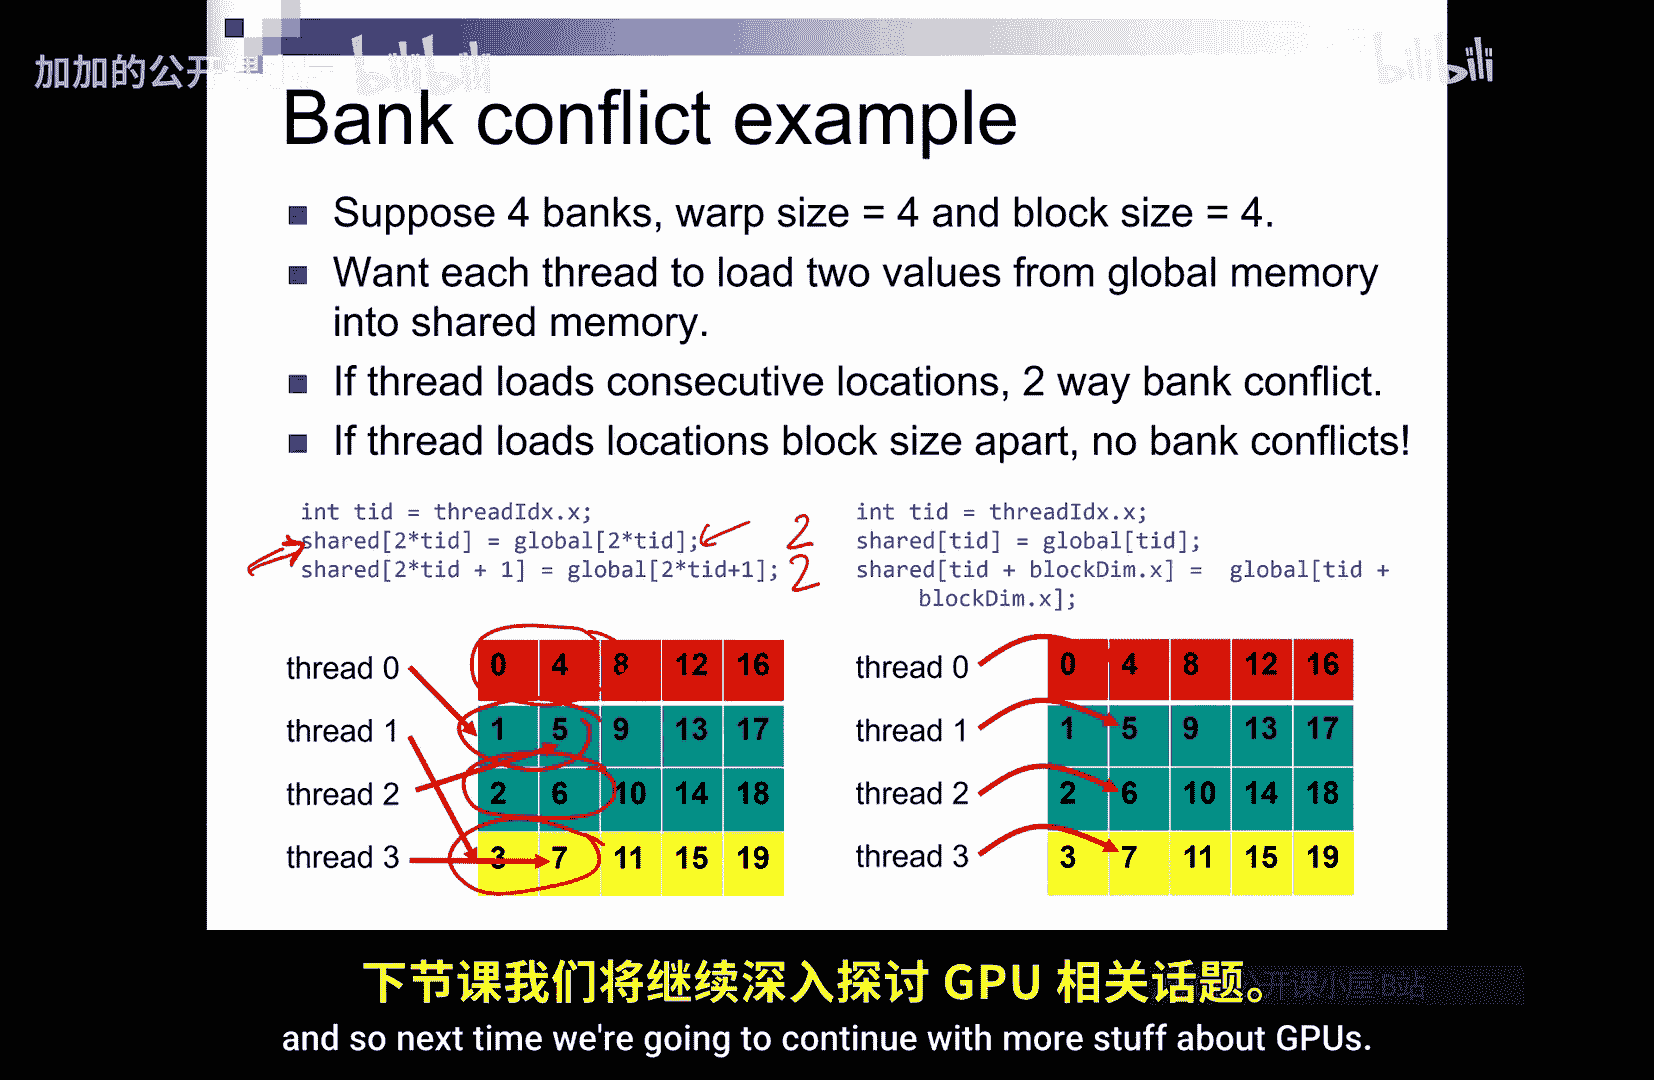 加加的公开
bilibili
bilibili
Bank conflict example
Suppose 4 banks, warp size = 4 and block size = 4.
Want each thread to load two values from global memory
into shared memory.
If thread loads consecutive locations, 2 way bank conflict.
If thread loads locations block size apart, no bank conflicts!
int tid = threadIdx.x;
shared[2*tid] = global[2*tid];
2
shared[2*tid + 1] = global[2*tid+1];
2
int tid = threadIdx.x;
shared[tid] = global[tid];
shared[tid + blockDim.x] = global[tid +
blockDim.x];
thread 0
0 4 8 12 16
thread 1
1 5 9 13 17
thread 2
2 6 10 14 18
thread 3
3 7 11 15 19
thread 0
0 4 8 12 16
thread 1
1 5 9 13 17
thread 2
2 6 10 14 18
thread 3
3 7 11 15 19
下节课我们将继续深入探讨 GPU 相关话题。
开课小屋 B站
and so next time we're going to continue with more stuff about GPUs.